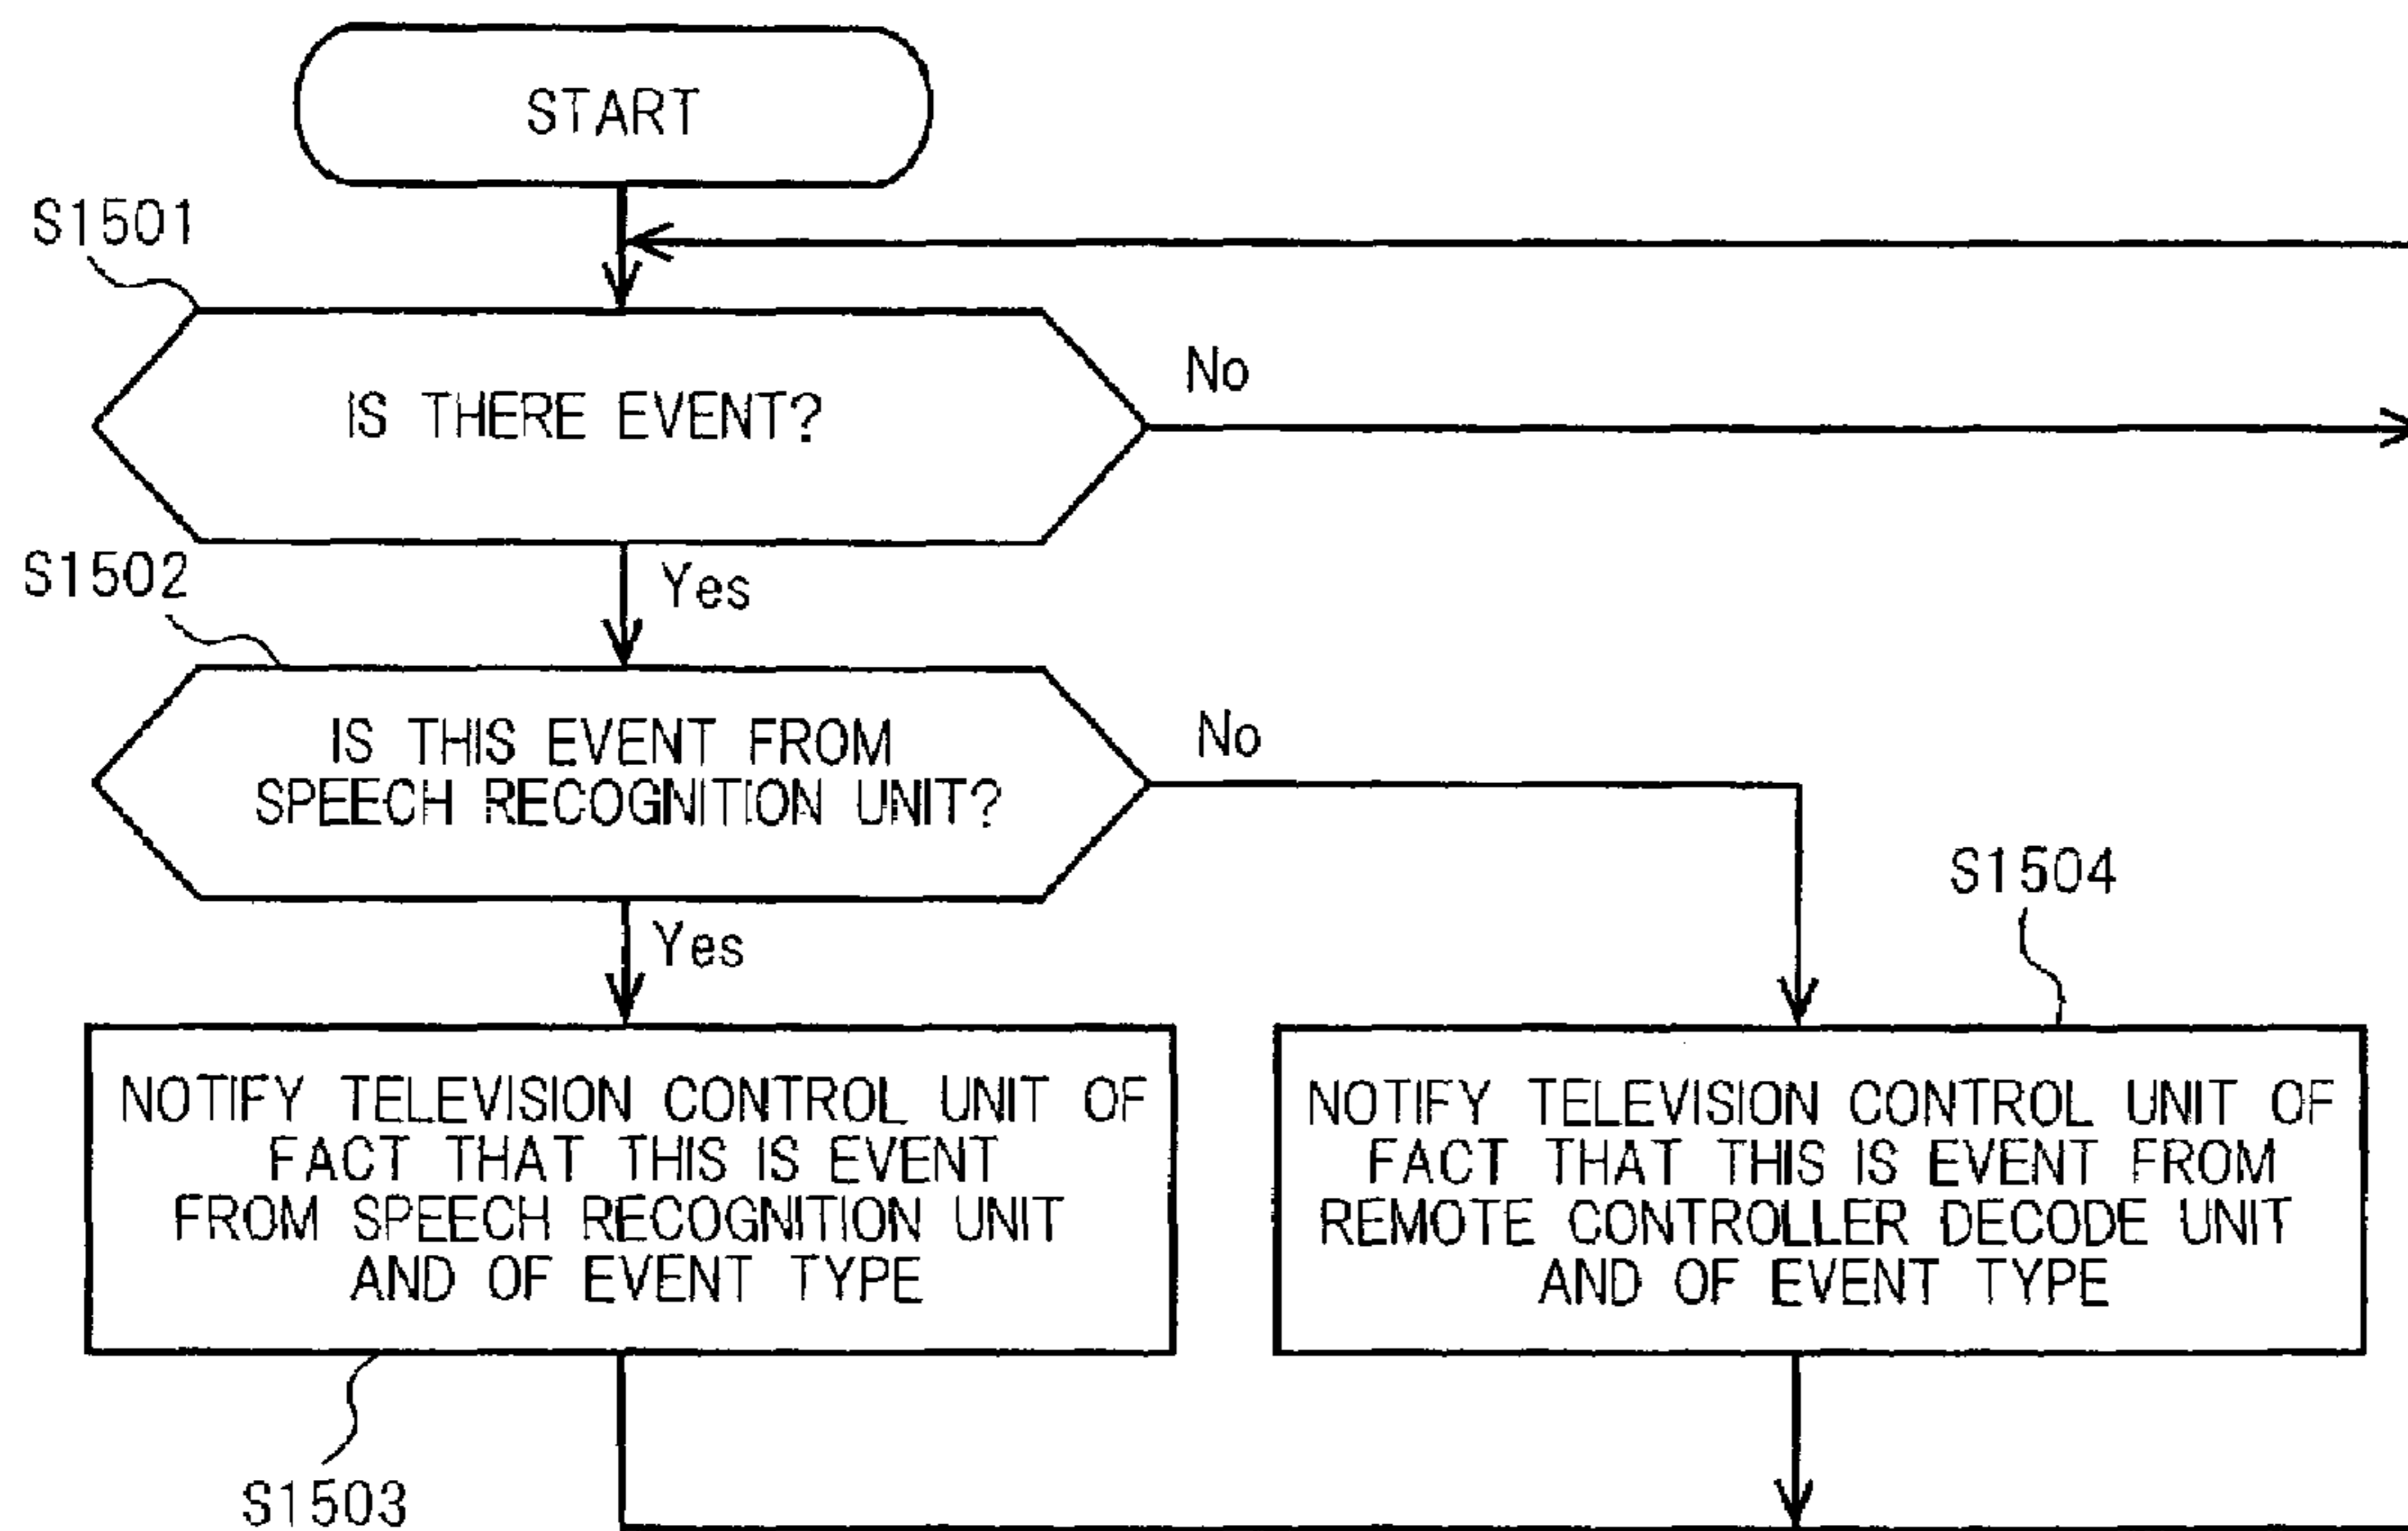 START
S1501
IS THERE EVENT?
No
S1502
Yes
IS THIS EVENT FROM
SPEECH RECOGNITION UNIT?
No
S1504
Yes
NOTIFY TELEVISION CONTROL UNIT OF
FACT THAT THIS IS EVENT
FROM SPEECH RECOGNITION UNIT
AND OF EVENT TYPE
NOTIFY TELEVISION CONTROL UNIT OF
FACT THAT THIS IS EVENT FROM
REMOTE CONTROLLER DECODE UNIT
AND OF EVENT TYPE
S1503